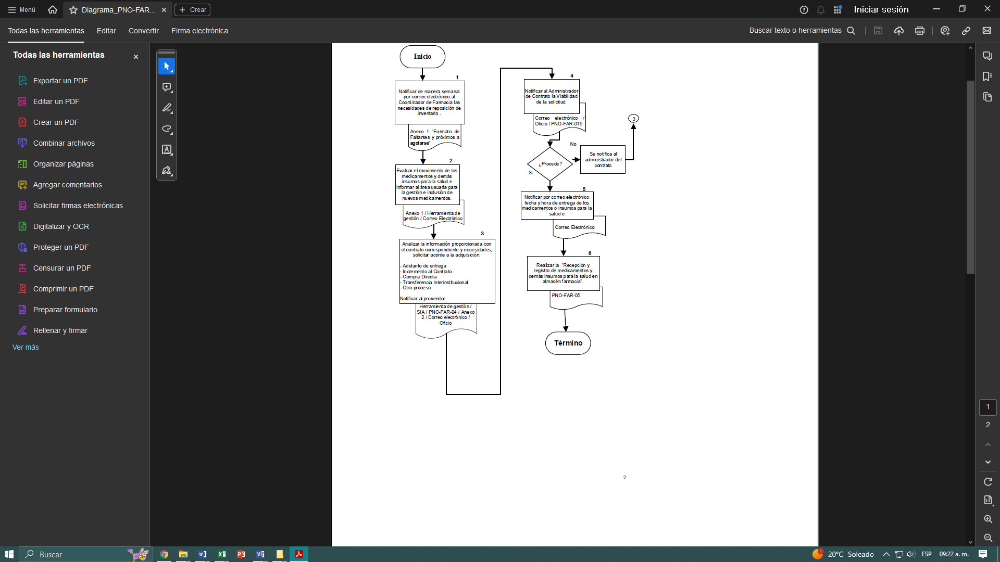 Menú
Diagrama_PNO-FAR...
Crear
Iniciar sesión
Todas las herramientas
Editar
Convertir
Firma electrónica
Buscar texto o herramientas
Todas las herramientas
Exportar un PDF
Editar un PDF
Crear un PDF
Combinar archivos
Organizar páginas
Agregar comentarios
Solicitar firmas electrónicas
Digitalizar y OCR
Proteger un PDF
Censurar un PDF
Comprimir un PDF
Preparar formulario
Rellenar y firmar
Ver más
Inicio
1
Notificar de manera semanal
por correo electrónico al
Coordinador de Farmacia las
necesidades de reposición de
inventario .
Anexo 1 "Formato de
Faltantes y próximos a
agotarse"
2
Evaluar el movimiento de los
medicamentos y demás
insumos para la salud e
informar al área usuaria para
la gestión e inclusión de
nuevos medicamentos.
Anexo 1 / Herramienta de
gestión / Correo Electrónico
3
Analizar la información proporcionada con
el contrato correspondiente y necesidades;
solicitar acorde a la adquisición:
- Adelanto de entrega
- Incremento al Contrato
- Compra Directa
- Transferencia Interinstitucional
- Otro proceso
Notificar al proveedor
Herramienta de gestión /
SIA / PNO-FAR-04 / Anexo
2 / Correo electrónico /
Oficio
4
Notificar al Administrador
de Contrato la Viabilidad
de la solicitud.
Correo electrónico /
Oficio / PNO-FAR-015
3
No
¿Procede?
Si
Se notifica al
administrador del
contrato
5
Notificar por correo electrónico
fecha y hora de entrega de los
medicamentos o insumos para la
salud o
Correo Electrónico
6
Realizar la "Recepción y
registro de medicamentos y
demás insumos para la salud en
almacén farmacia".
PNO-FAR-05
Término
2
1
2
Buscar
1
20°C Soleado
ESP
09:22 a. m.